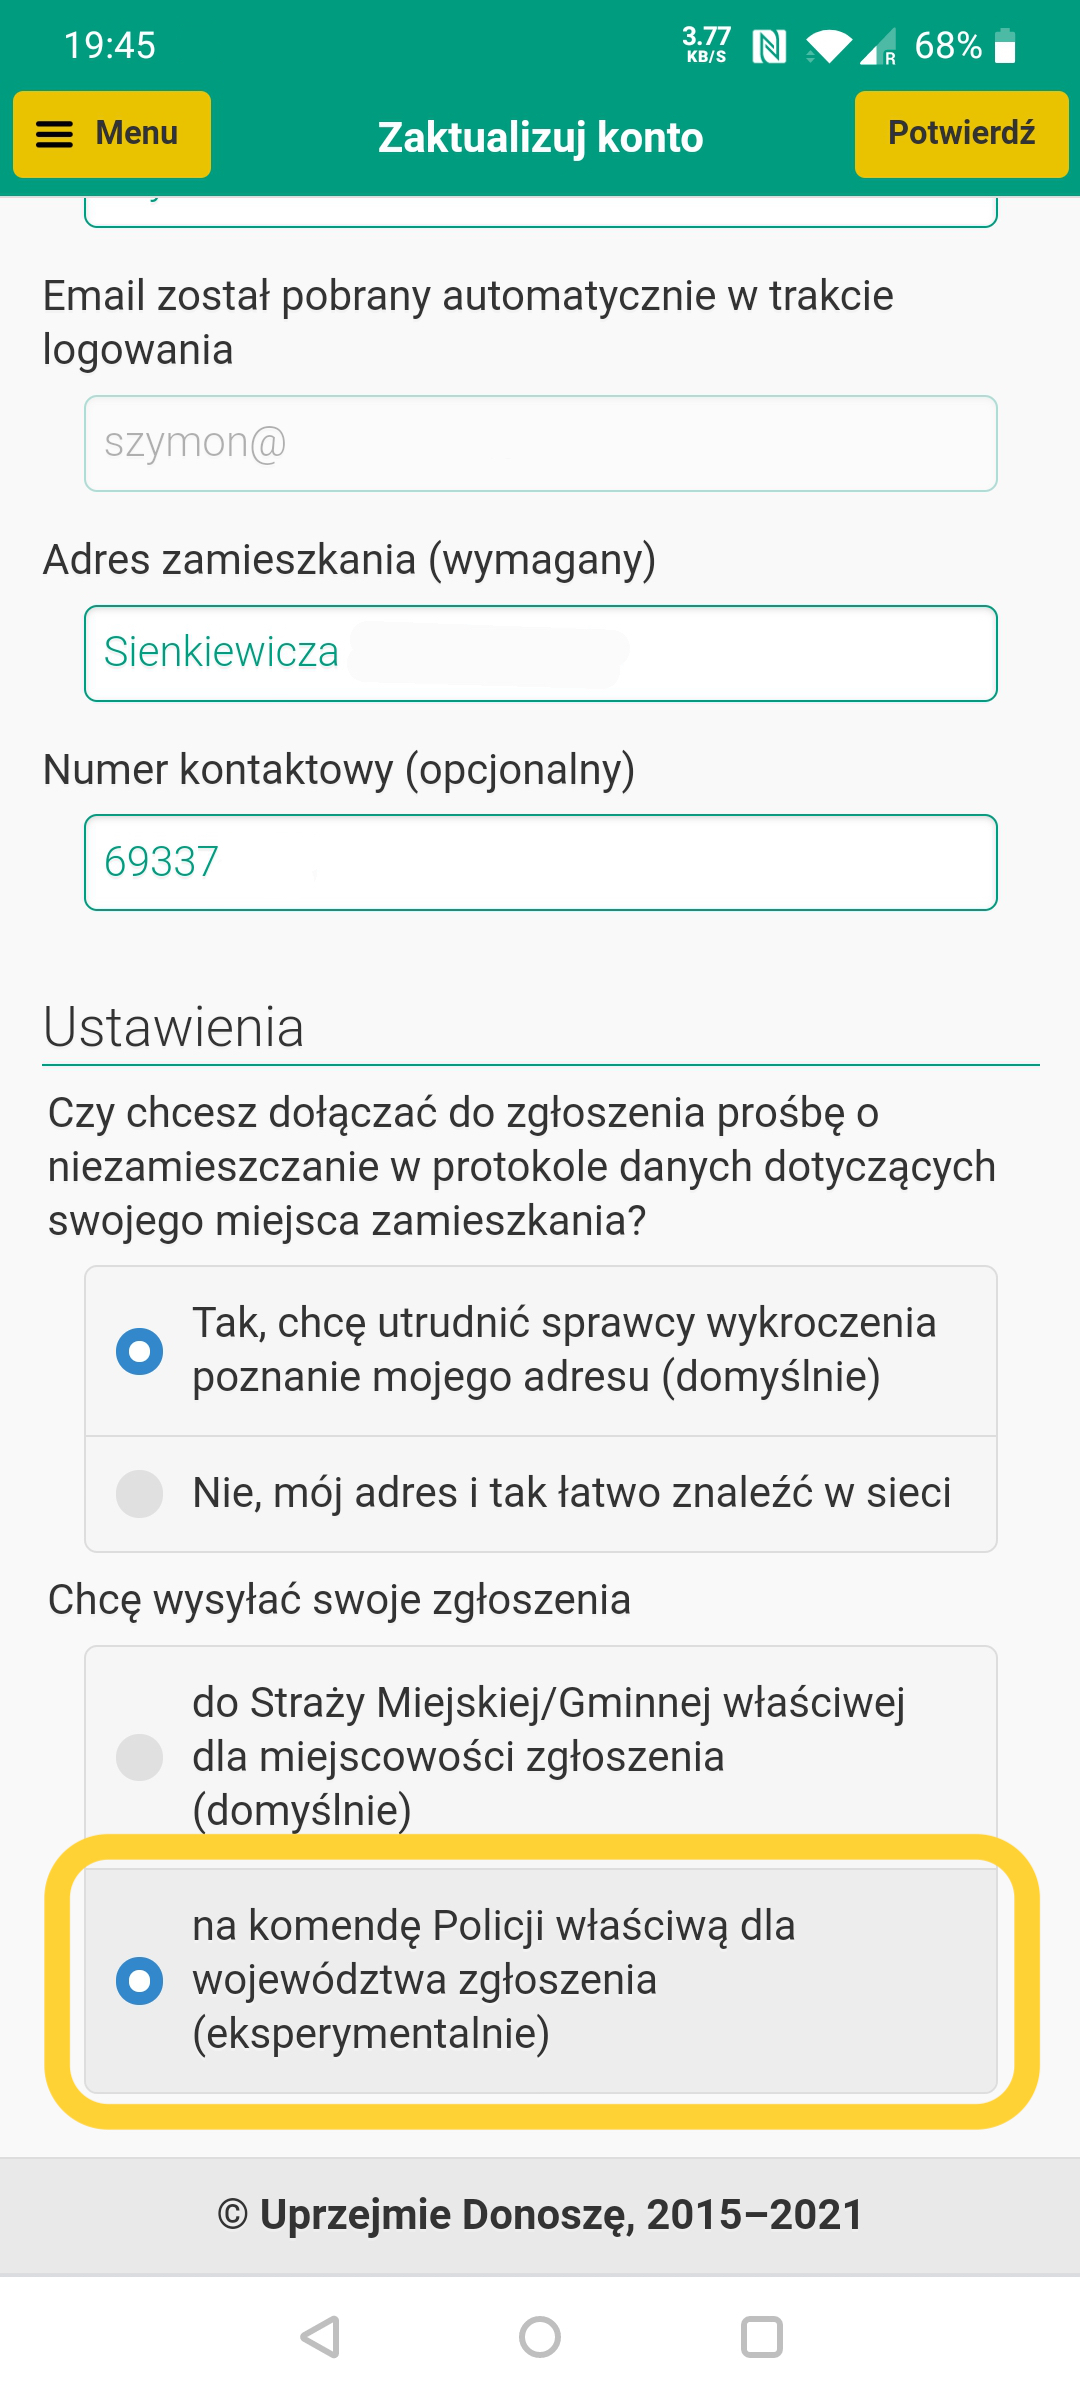 19:45
3.77
KB/S
R
68%
Menu
Zaktualizuj konto
Potwierdź
Email został pobrany automatycznie w trakcie
logowania
szymon@
Adres zamieszkania (wymagany)
Sienkiewicza
Numer kontaktowy (opcjonalny)
69337
Ustawienia
Czy chcesz dołączać do zgłoszenia prośbę o
niezamieszczanie w protokole danych dotyczących
swojego miejsca zamieszkania?
Tak, chcę utrudnić sprawcy wykroczenia
poznanie mojego adresu (domyślnie)
Nie, mój adres i tak łatwo znaleźć w sieci
Chcę wysyłać swoje zgłoszenia
do Straży Miejskiej/Gminnej właściwej
dla miejscowości zgłoszenia
(domyślnie)
na komendę Policji właściwą dla
województwa zgłoszenia
(eksperymentalnie)
© Uprzejmie Donoszę, 2015–2021